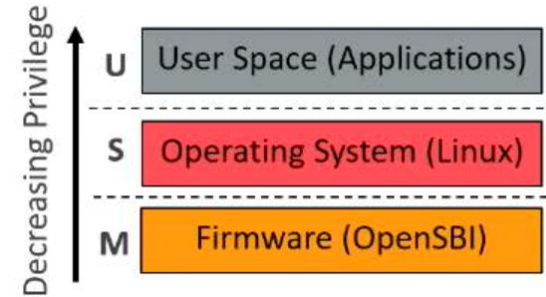 Decreasing Privilege
U
User Space (Applications)
S
Operating System (Linux)
M
Firmware (OpenSBI)